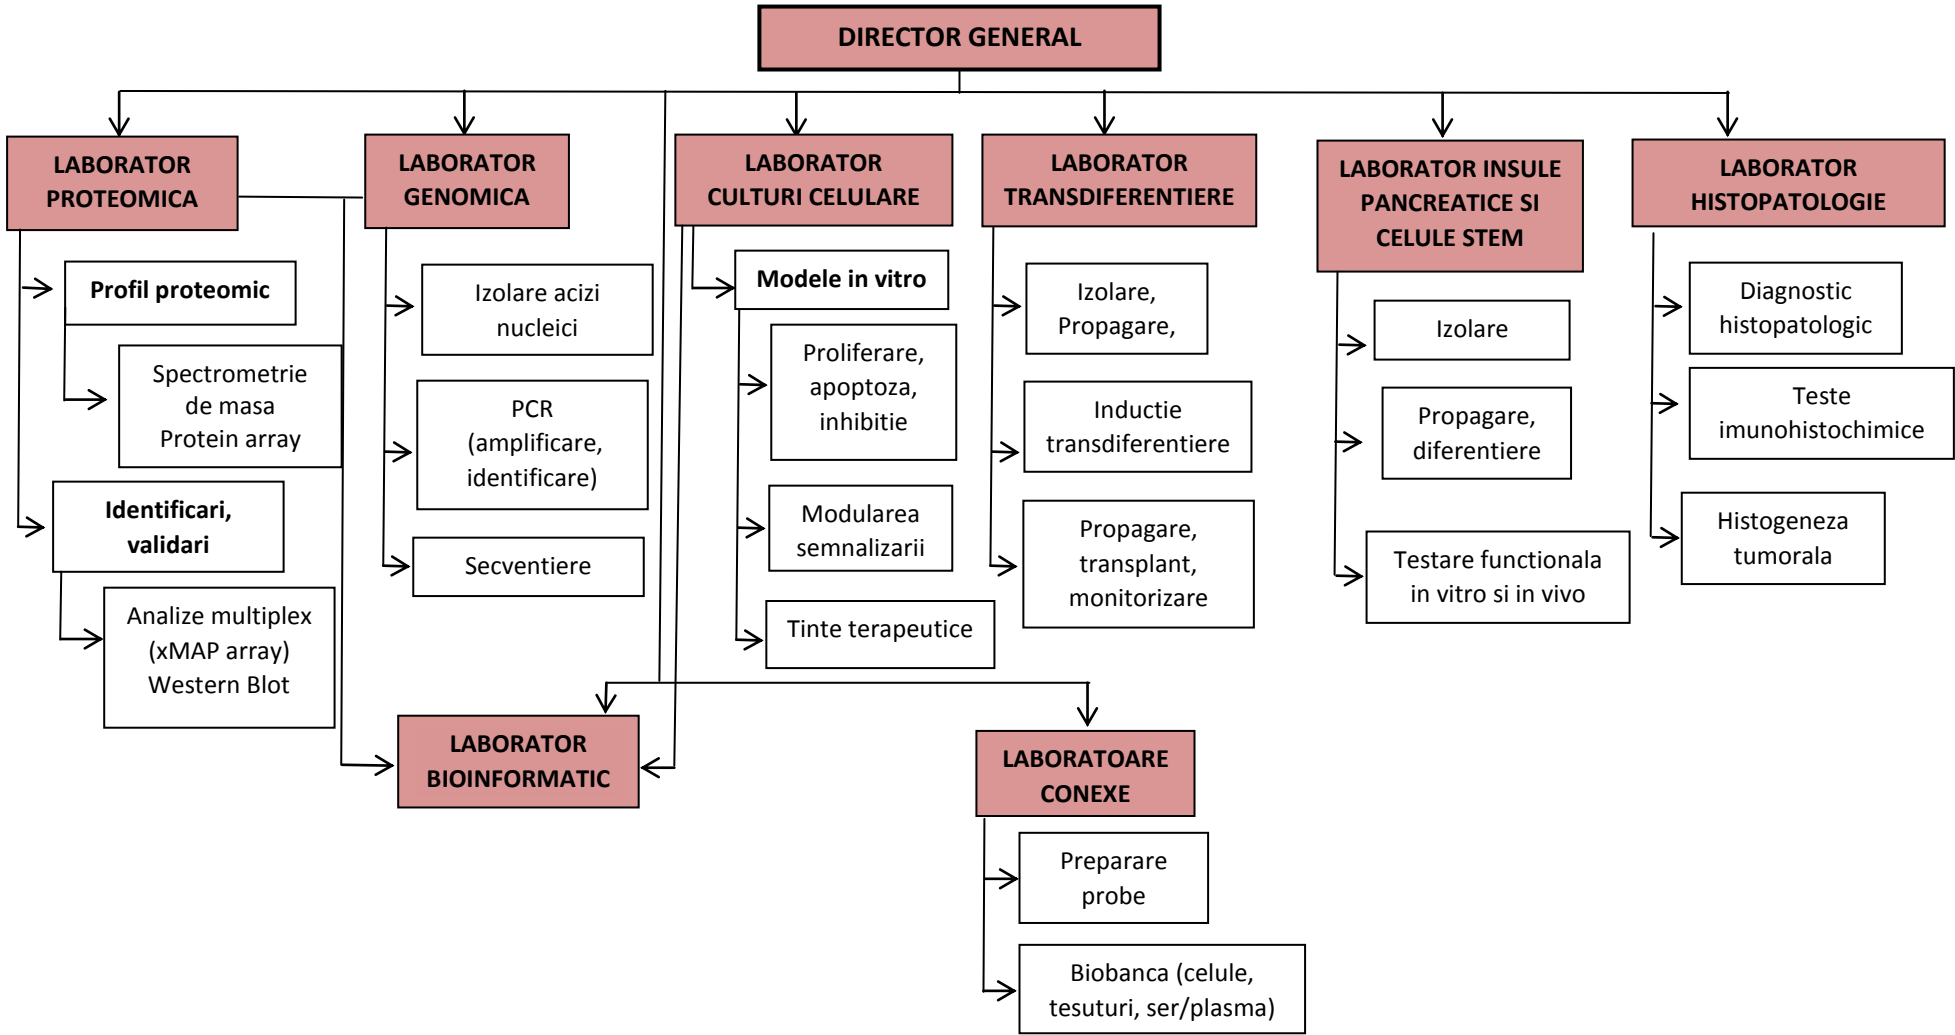 DIRECTOR GENERAL
LABORATOR
PROTEOMICA
Profil proteomic
Spectrometrie
de masa
Protein array
Identificari,
validari
Analize multiplex
(xMAP array)
Western Blot
LABORATOR
GENOMICA
Izolare acizi
nucleici
PCR
(amplificare,
identificare)
Secventiere
LABORATOR
CULTURI CELULARE
Modele in vitro
Proliferare,
apoptoza,
inhibitie
Modularea
semnalizarii
Tinte terapeutice
LABORATOR
TRANSDIFERENTIERE
Izolare,
Propagare,
Inductie
transdiferentiere
Propagare,
transplant,
monitorizare
LABORATOR INSULE
PANCREATICE SI
CELULE STEM
Izolare
Propagare,
diferentiere
Testare functionala
in vitro si in vivo
LABORATOR
HISTOPATOLOGIE
Diagnostic
histopatologic
Teste
imunohistochimice
Histogeneza
tumorala
LABORATOR
BIOINFORMATIC
LABORATOARE
CONEXE
Preparare
probe
Biobanca (celule,
tesuturi, ser/plasma)